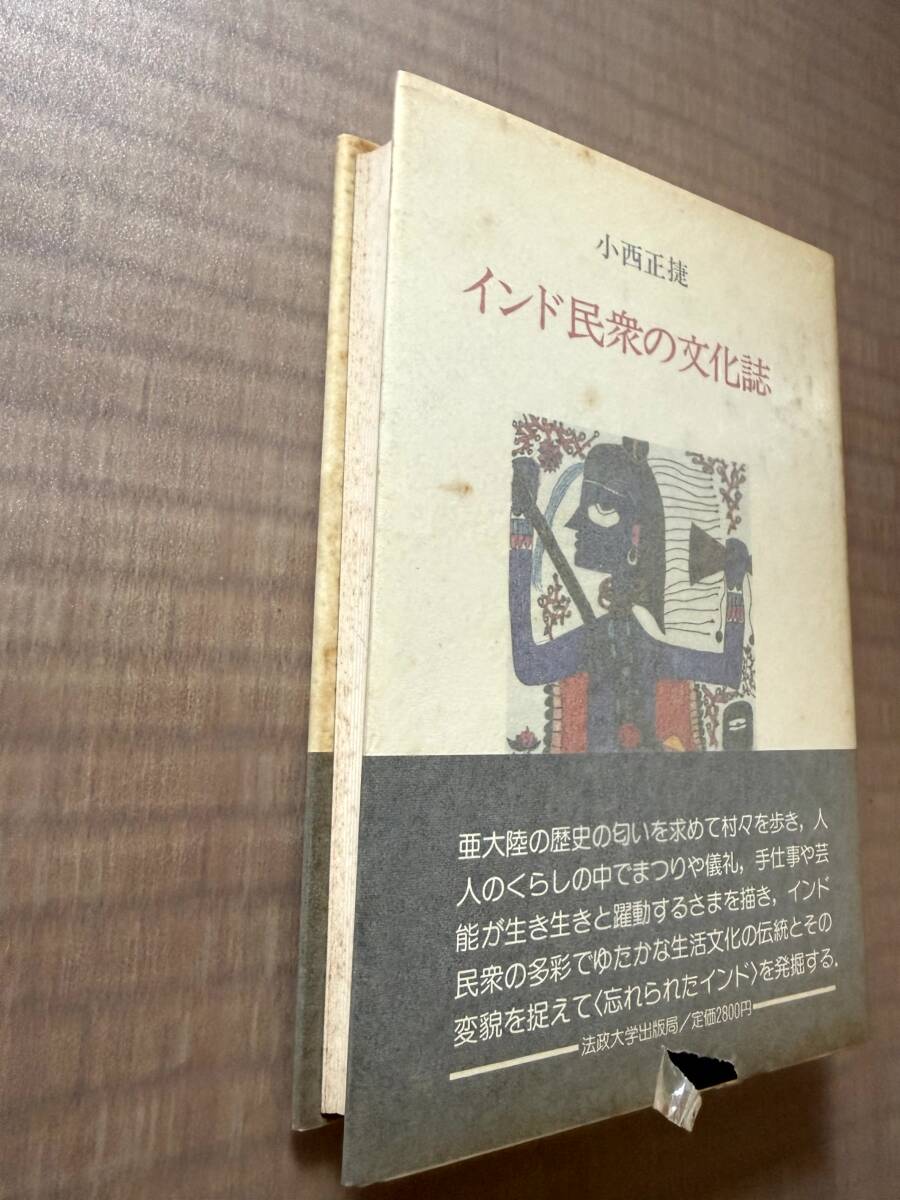 小西正捷
インド民衆の文化誌
亜大陸の歴史の匂いを求めて村々を歩き，人
人のくらしの中でまつりや儀礼，手仕事や芸
能が生き生きと躍動するさまを描き，インド
民衆の多彩でゆたかな生活文化の伝統とその
変貌を捉えて〈忘れられたインド〉を発掘する．
法政大学出版局／定価2800円